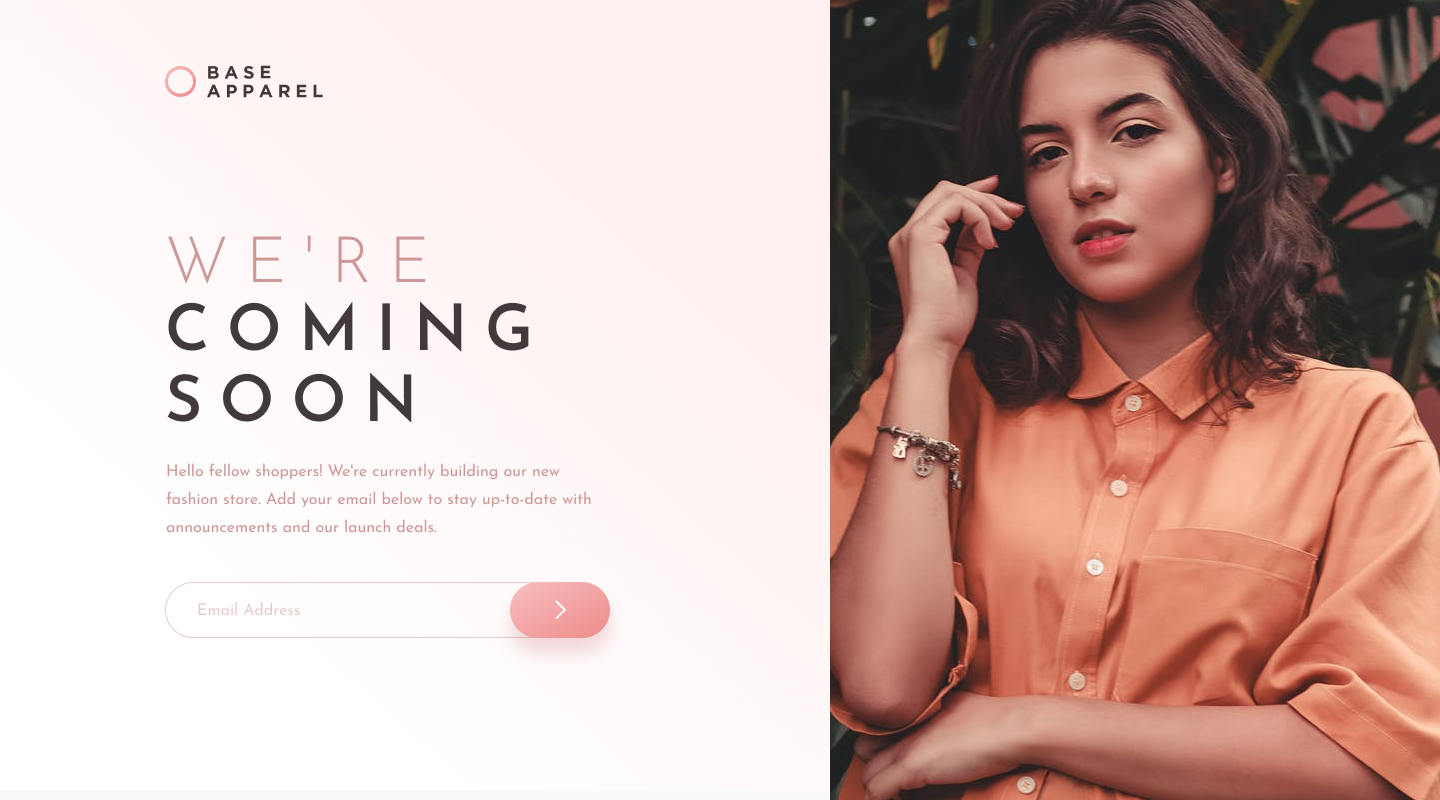 BASE
APPAREL
WE'RE
COMING
SOON
Hello fellow shoppers! We're currently building our new
fashion store. Add your email below to stay up-to-date with
announcements and our launch deals.
Email Address